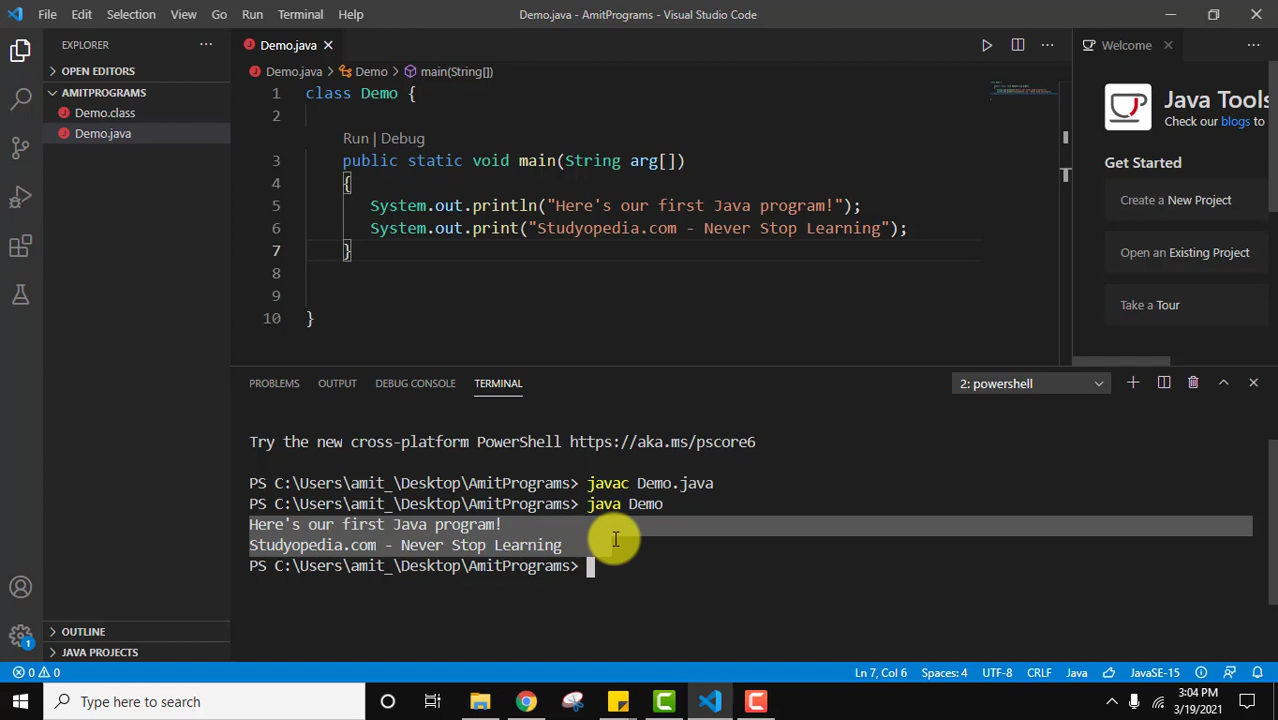 File Edit Selection View Go Run Terminal Help Demo.java - AmitPrograms - Visual Studio Code
EXPLORER ···
OPEN EDITORS
AMITPROGRAMS
Demo.class
Demo.java
OUTLINE
JAVA PROJECTS
1
Demo.java
Demo.java > Demo > main(String[])
1 class Demo {
2
Run | Debug
3 public static void main(String arg[])
4 {
5 System.out.println("Here's our first Java program!");
6 System.out.print("Studyopedia.com - Never Stop Learning");
7 }
8
9
10 }
Welcome
Java Tools
Check our blogs to
Get Started
Create a New Project
Open an Existing Project
Take a Tour
PROBLEMS OUTPUT DEBUG CONSOLE TERMINAL 2: powershell
Try the new cross-platform PowerShell https://aka.ms/pscore6
PS C:\Users\amit_\Desktop\AmitPrograms> javac Demo.java
PS C:\Users\amit_\Desktop\AmitPrograms> java Demo
Here's our first Java program!
Studyopedia.com - Never Stop Learning
PS C:\Users\amit_\Desktop\AmitPrograms>
0 0 Ln 7, Col 6 Spaces: 4 UTF-8 CRLF Java JavaSE-15
Type here to search
3:04 PM
3/19/2021